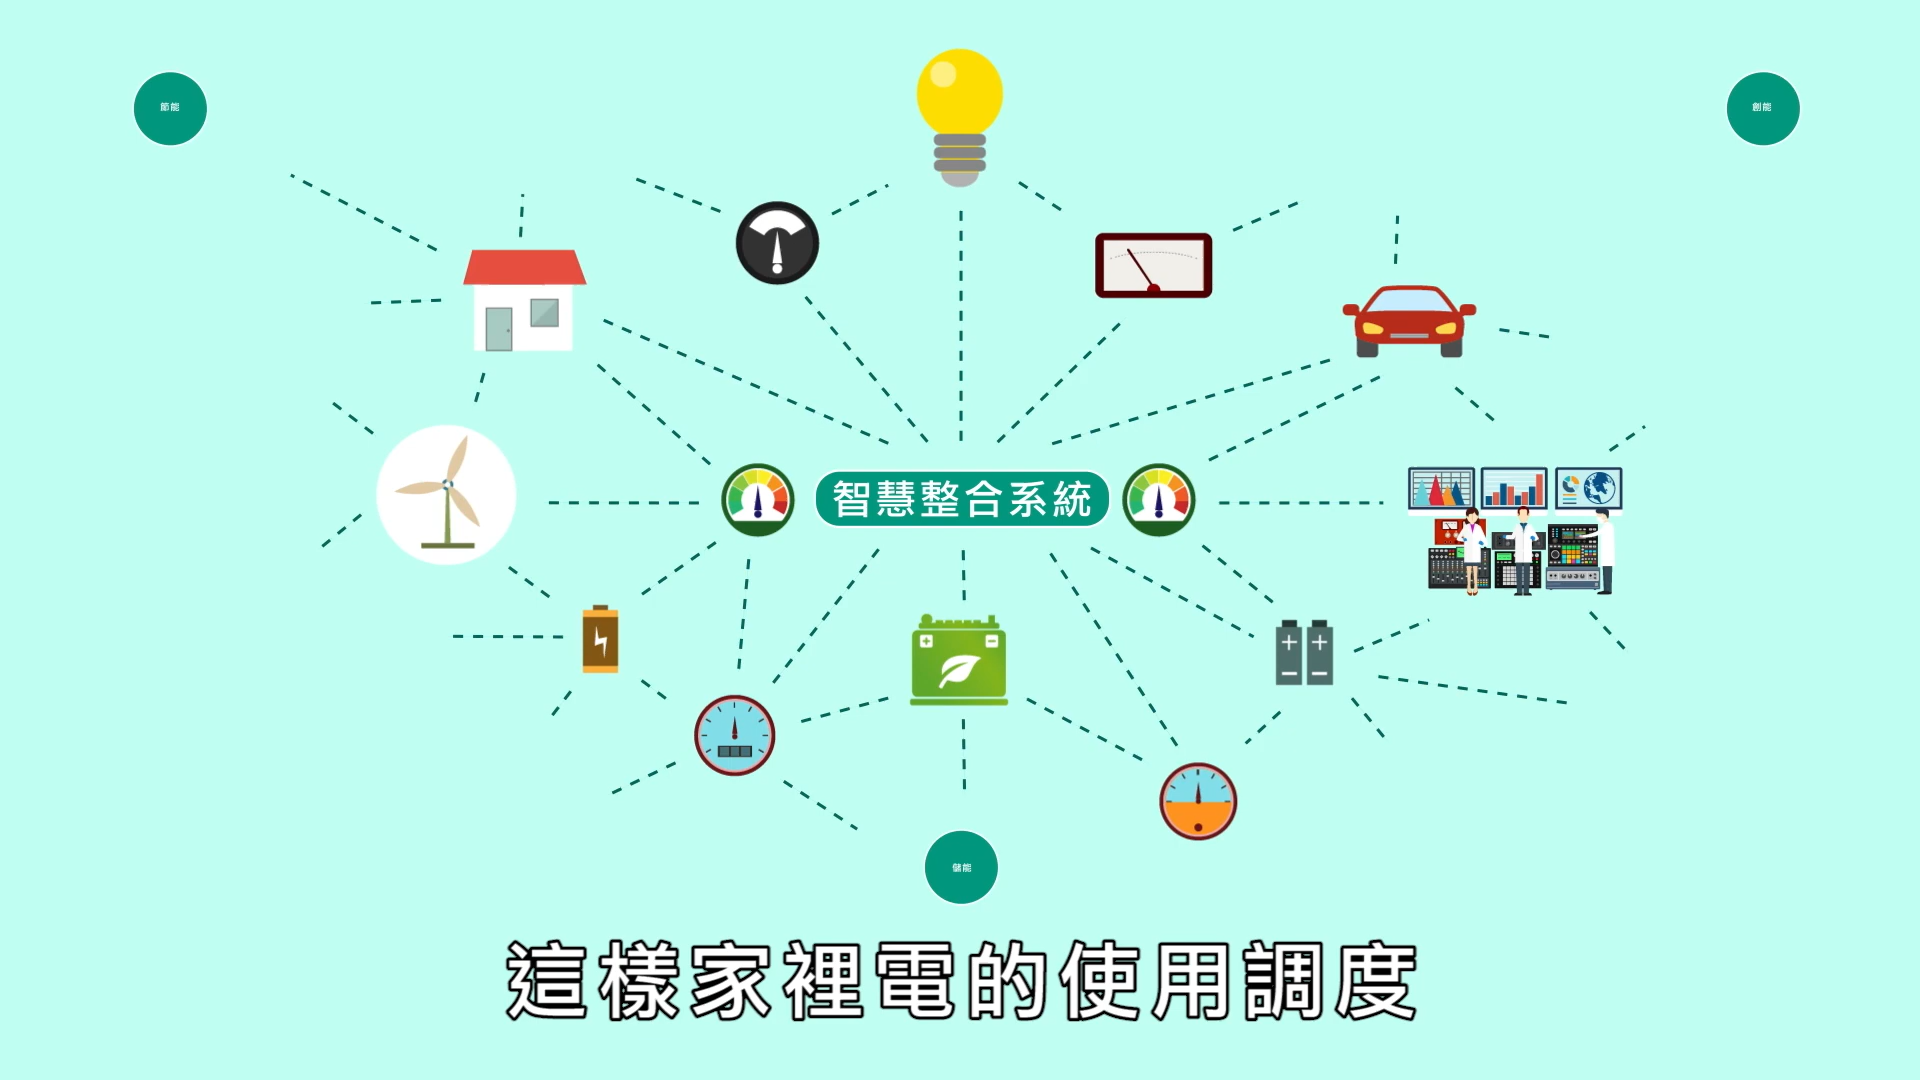 節能
創能
智慧整合系統
儲能
這樣家裡電的使用調度